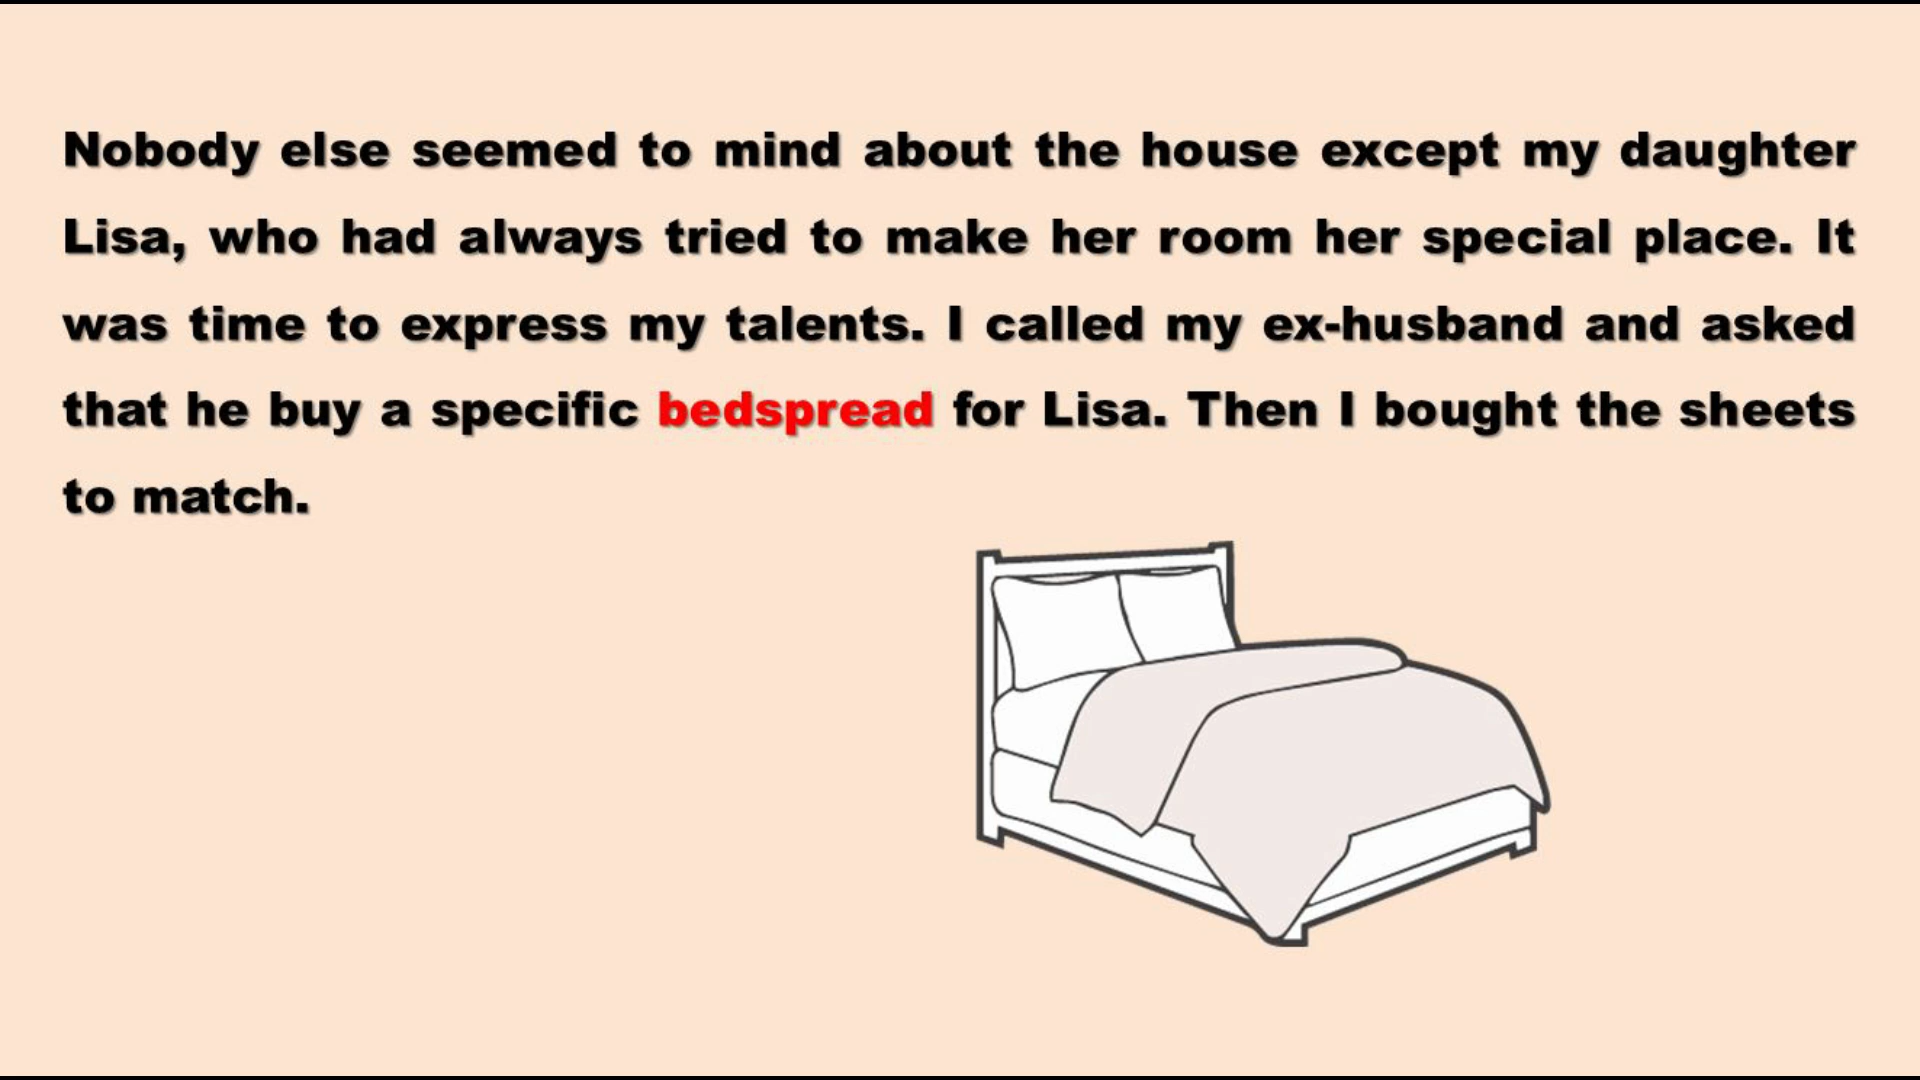 Nobody else seemed to mind about the house except my daughter
Lisa, who had always tried to make her room her special place. It
was time to express my talents. I called my ex-husband and asked
that he buy a specific bedspread for Lisa. Then I bought the sheets
to match.